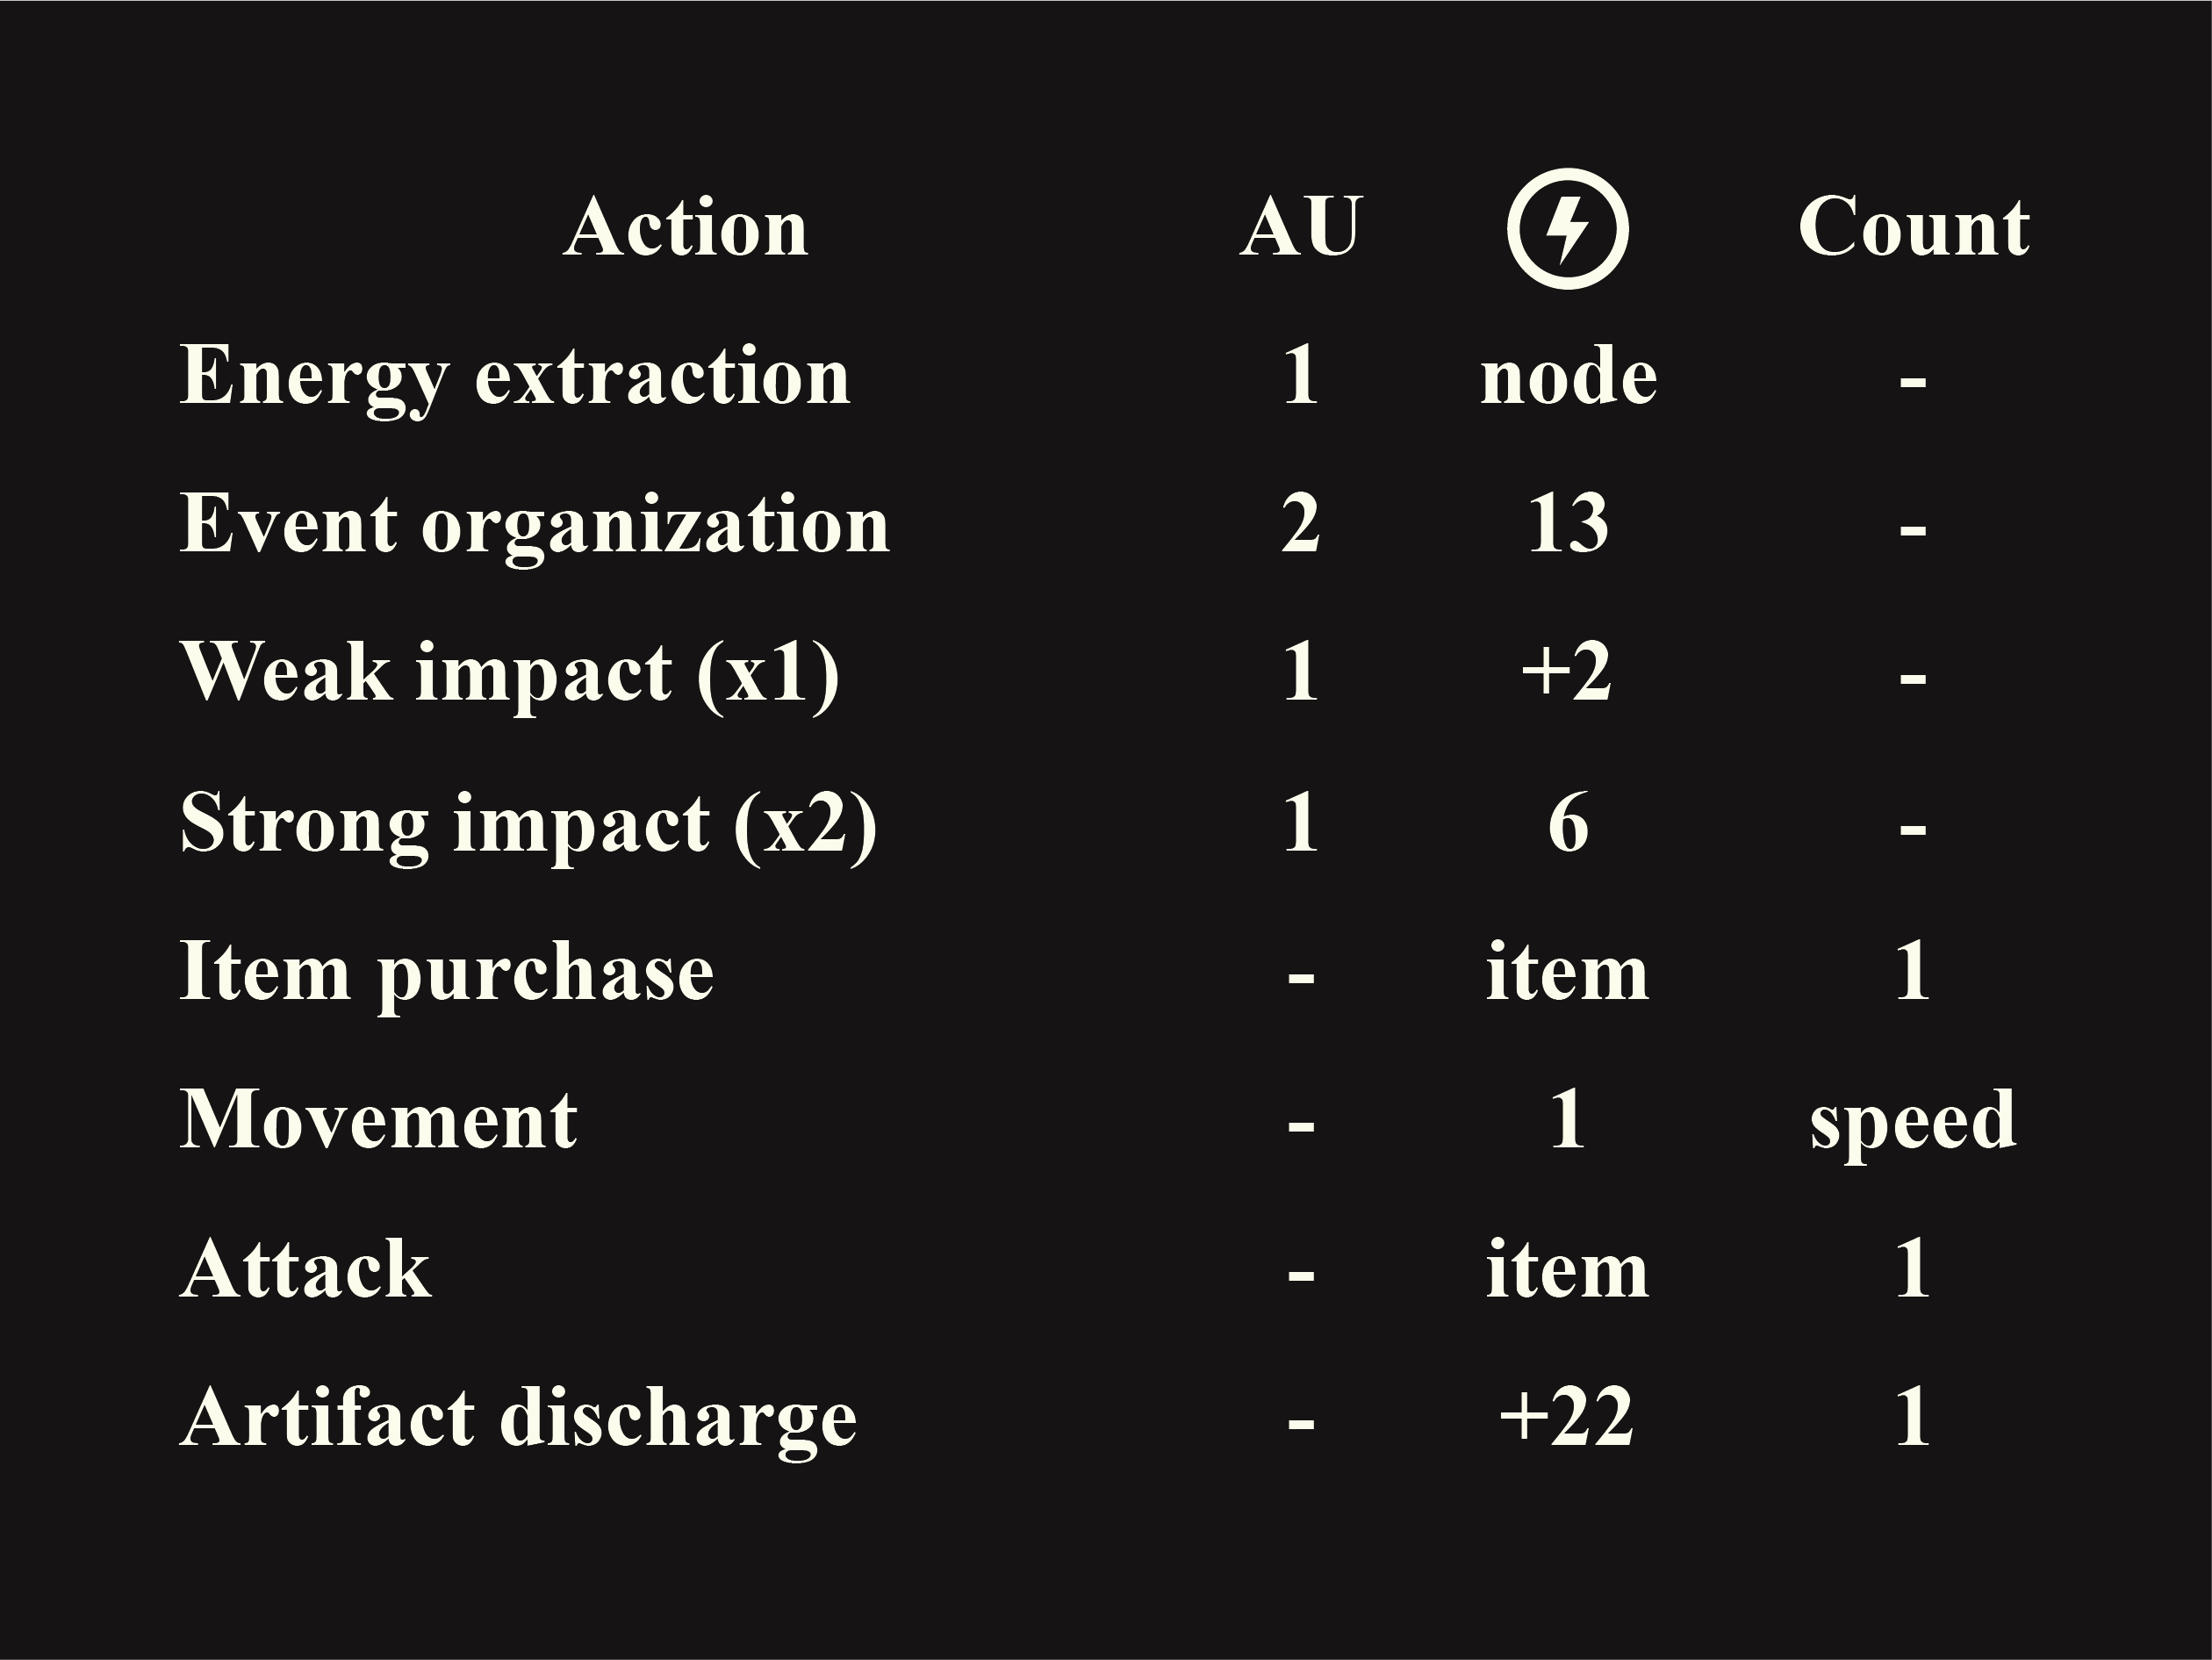 Action AU Count
Energy extraction 1 node -
Event organization 2 13 -
Weak impact (x1) 1 +2 -
Strong impact (x2) 1 6 -
Item purchase - item 1
Movement - 1 speed
Attack - item 1
Artifact discharge - +22 1